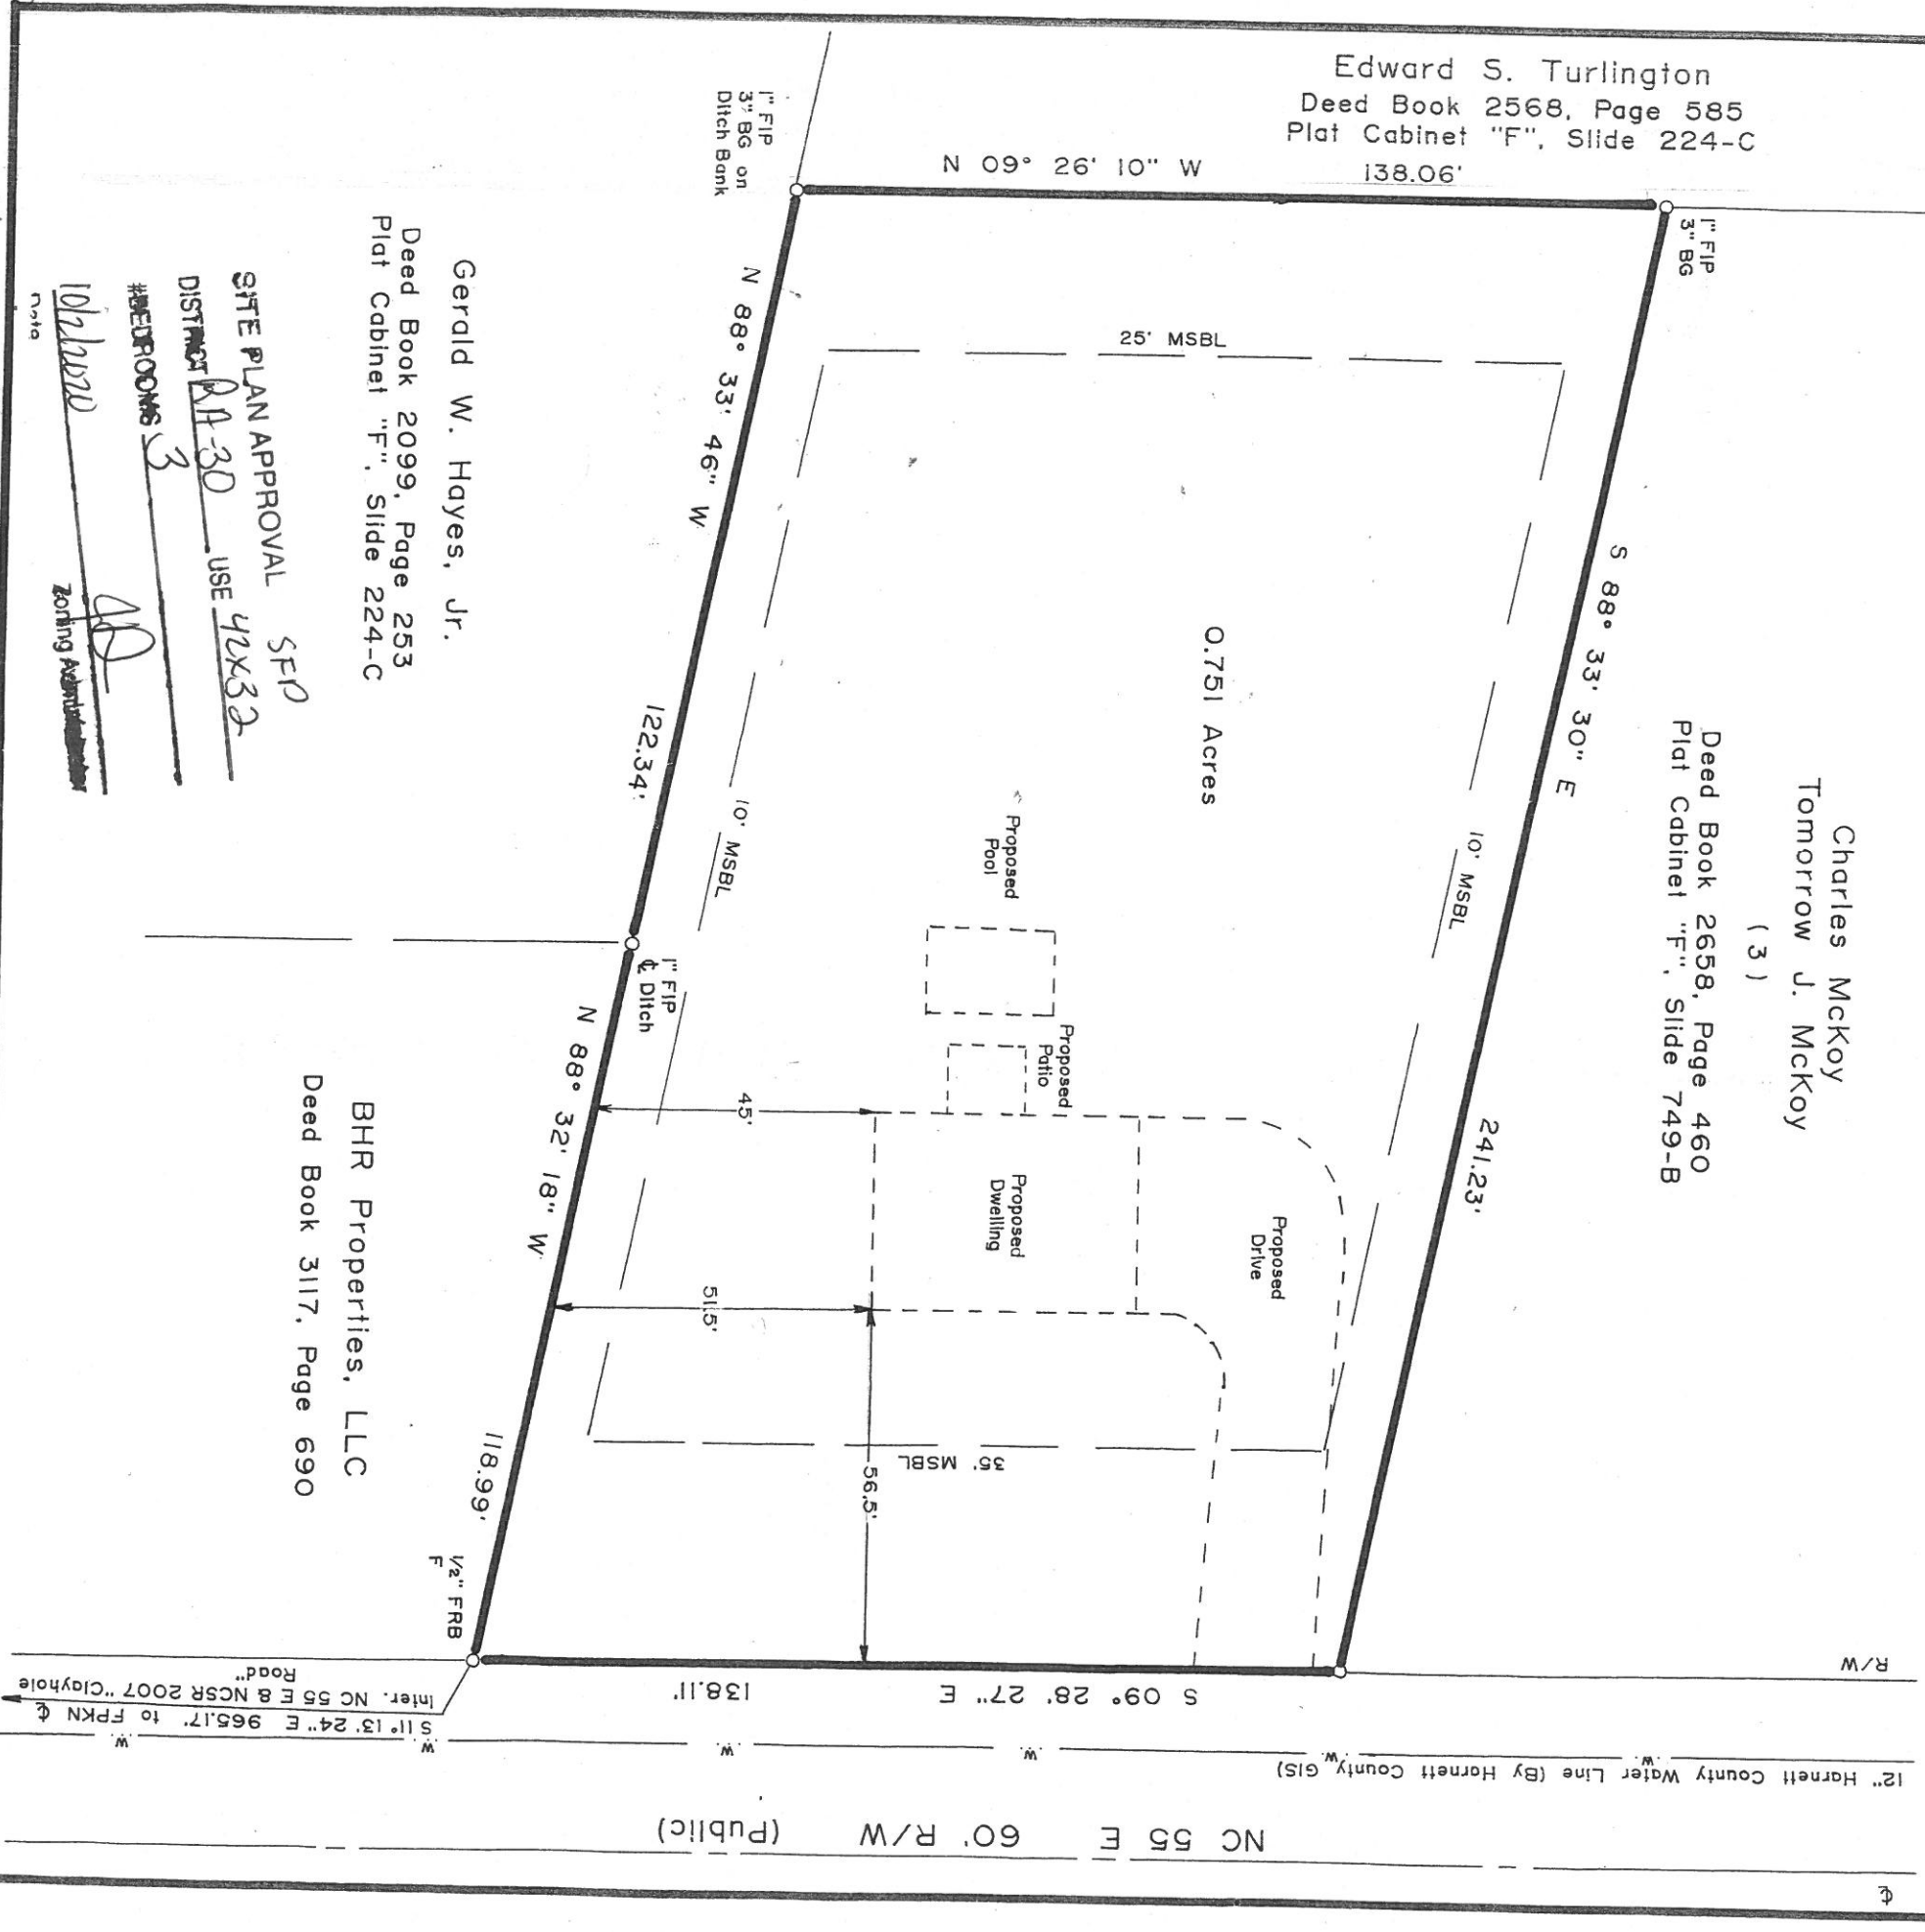 Edward S. Turlington
Deed Book 2568, Page 585
Plat Cabinet "F", Slide 224-C
N 09° 26' 10" W
138.06'
1" FIP
3" BG on
Ditch Bank
1" FIP
3" BG
25' MSBL
N 88° 33' 46" W
122.34'
S 88° 33' 30" E
241.23'
Gerald W. Hayes, Jr.
Deed Book 2099, Page 253
Plat Cabinet "F", Slide 224-C
SITE PLAN APPROVAL SFD
DISTRICT RA-30 USE 42x32
#BEDROOMS 3
10/2/2020
Date
Zoning Administrator
0.751 Acres
Charles McKoy
Tomorrow J. McKoy
(3)
Deed Book 2658, Page 460
Plat Cabinet "F", Slide 749-B
10' MSBL
10' MSBL
Proposed
Pool
Proposed
Patio
Proposed
Dwelling
Proposed
Drive
1" FIP
℄ Ditch
45'
51.5'
56.5'
35' MSBL
N 88° 32' 18" W
118.99'
BHR Properties, LLC
Deed Book 3117, Page 690
1/2" FRB
F
R/W
S 09° 28' 27" E
138.11'
S 11° 13' 24" E 965.17' to FPKN ℄
Inter. NC 55 E & NCSR 2007 "Clayhole
Road"
W W W W W W
12" Harnett County Water Line (By Harnett County GIS)
NC 55 E 60' R/W (Public)
℄